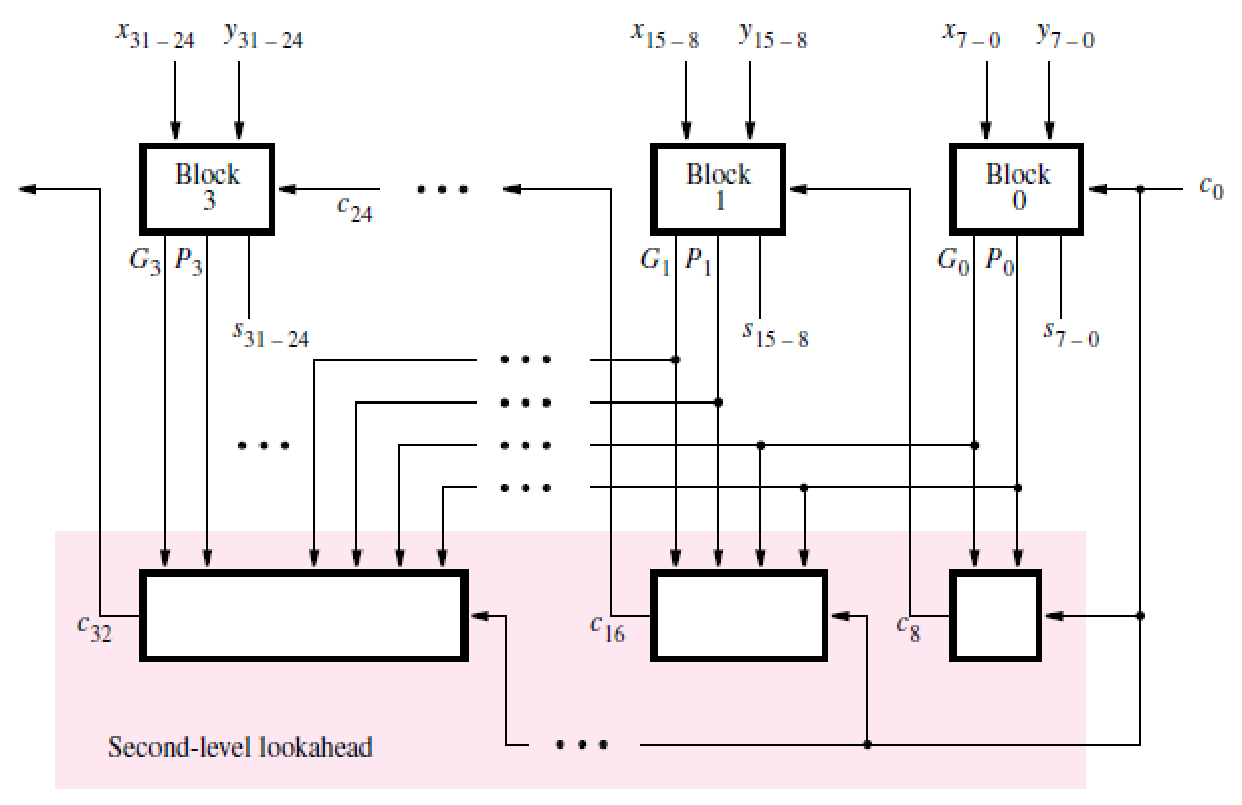 x31–24 y31–24 x15–8 y15–8 x7–0 y7–0
Block
3
Block
1
Block
0
c24
• • •
c0
G3 P3
G1 P1
G0 P0
s31–24
s15–8
s7–0
• • •
• • •
• • •
• • •
• • •
c32
c16
c8
Second-level lookahead
• • •